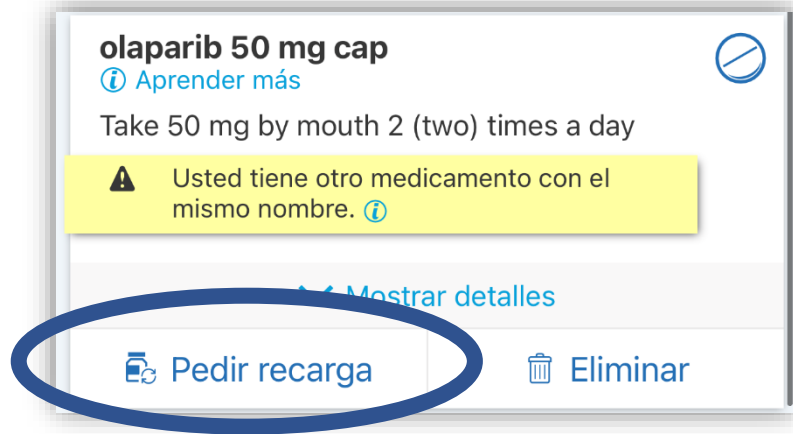 olaparib 50 mg cap
Aprender más
Take 50 mg by mouth 2 (two) times a day
Usted tiene otro medicamento con el
mismo nombre.
Mostrar detalles
Pedir recarga
Eliminar